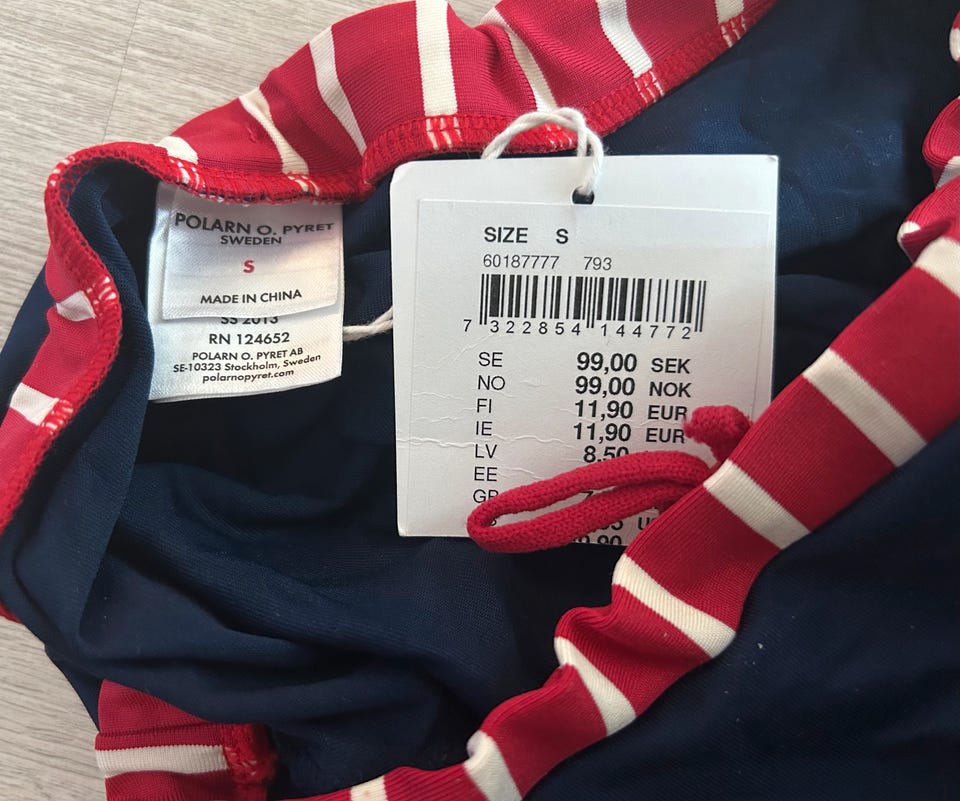 POLARN O. PYRET
SWEDEN
S
MADE IN CHINA
SS 2013
RN 124652
POLARN O. PYRET AB
SE-10323 Stockholm, Sweden
polarnopyret.com
SIZE S
60187777 793
7 322854 144772
SE 99,00 SEK
NO 99,00 NOK
FI 11,90 EUR
IE 11,90 EUR
LV 8,50
EE